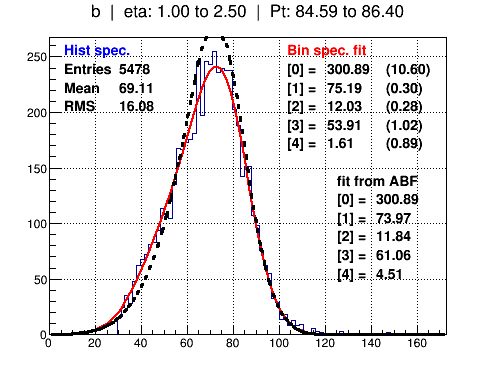 b | eta: 1.00 to 2.50 | Pt: 84.59 to 86.40
Hist spec.
Entries 5478
Mean 69.11
RMS 16.08
Bin spec. fit
[0] = 300.89 (10.60)
[1] = 75.19 (0.30)
[2] = 12.03 (0.28)
[3] = 53.91 (1.02)
[4] = 1.61 (0.89)
fit from ABF
[0] = 300.89
[1] = 73.97
[2] = 11.84
[3] = 61.06
[4] = 4.51
250
200
150
100
50
0
0 20 40 60 80 100 120 140 160